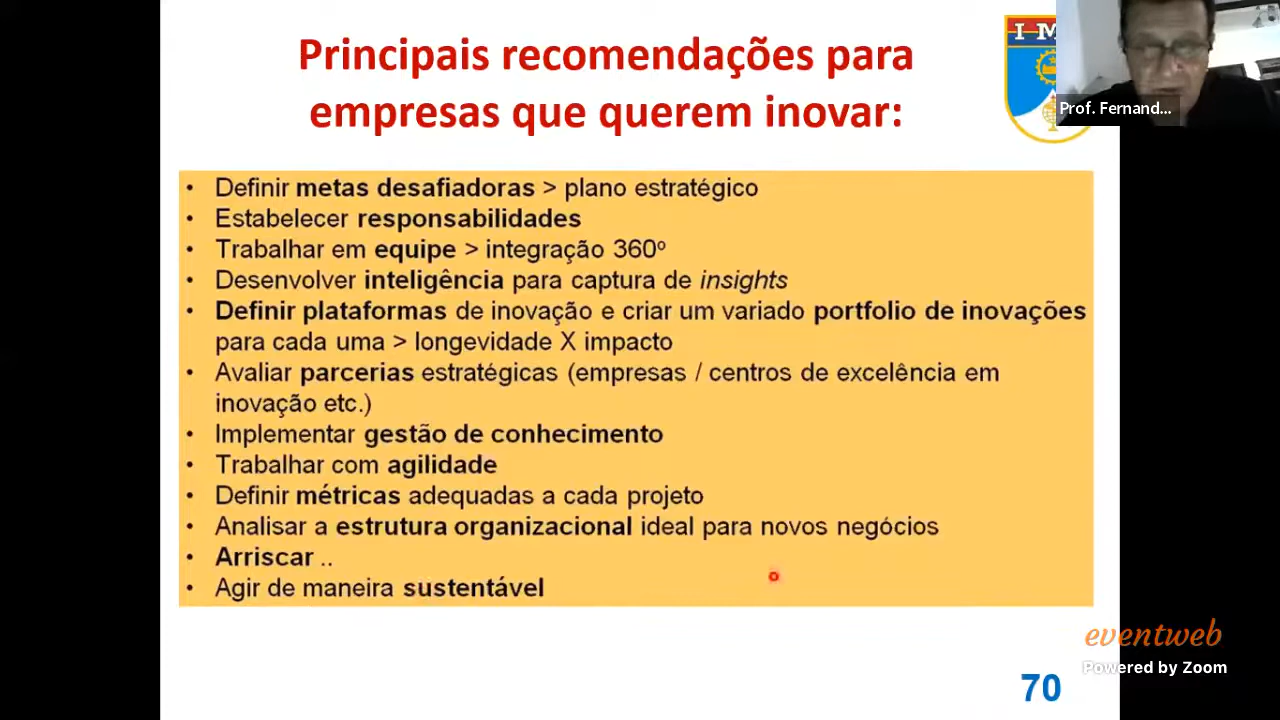 Principais recomendações para
empresas que querem inovar:
I M
Prof. Fernand...
• Definir metas desafiadoras > plano estratégico
• Estabelecer responsabilidades
• Trabalhar em equipe > integração 360º
• Desenvolver inteligência para captura de insights
• Definir plataformas de inovação e criar um variado portfolio de inovações
para cada uma > longevidade X impacto
• Avaliar parcerias estratégicas (empresas / centros de excelência em
inovação etc.)
• Implementar gestão de conhecimento
• Trabalhar com agilidade
• Definir métricas adequadas a cada projeto
• Analisar a estrutura organizacional ideal para novos negócios
• Arriscar ..
• Agir de maneira sustentável
eventweb
Powered by Zoom
70